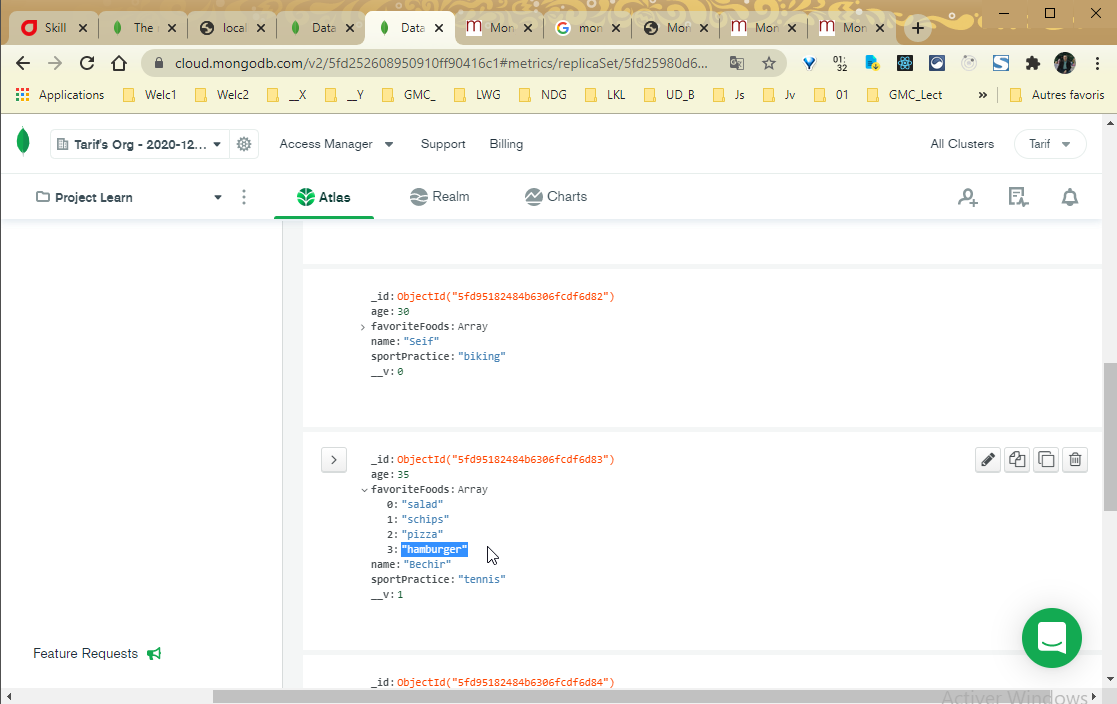 Skill
The
local
Data
Data
Mon
mon
Mon
Mon
Mon
cloud.mongodb.com/v2/5fd252608950910ff90416c1#metrics/replicaSet/5fd25980d6...
01;
32
S
Applications
Welc1
Welc2
__X
__Y
GMC_
LWG
NDG
LKL
UD_B
Js
Jv
01
GMC_Lect
»
Autres favoris
Tarif's Org - 2020-12...
Access Manager
Support
Billing
All Clusters
Tarif
Project Learn
Atlas
Realm
Charts
_id: ObjectId("5fd95182484b6306fcdf6d82")
age: 30
favoriteFoods: Array
name: "Seif"
sportPractice: "biking"
__v: 0
_id: ObjectId("5fd95182484b6306fcdf6d83")
age: 35
favoriteFoods: Array
0: "salad"
1: "schips"
2: "pizza"
3: "hamburger"
name: "Bechir"
sportPractice: "tennis"
__v: 1
Feature Requests
_id: ObjectId("5fd95182484b6306fcdf6d84")
Activer Windows